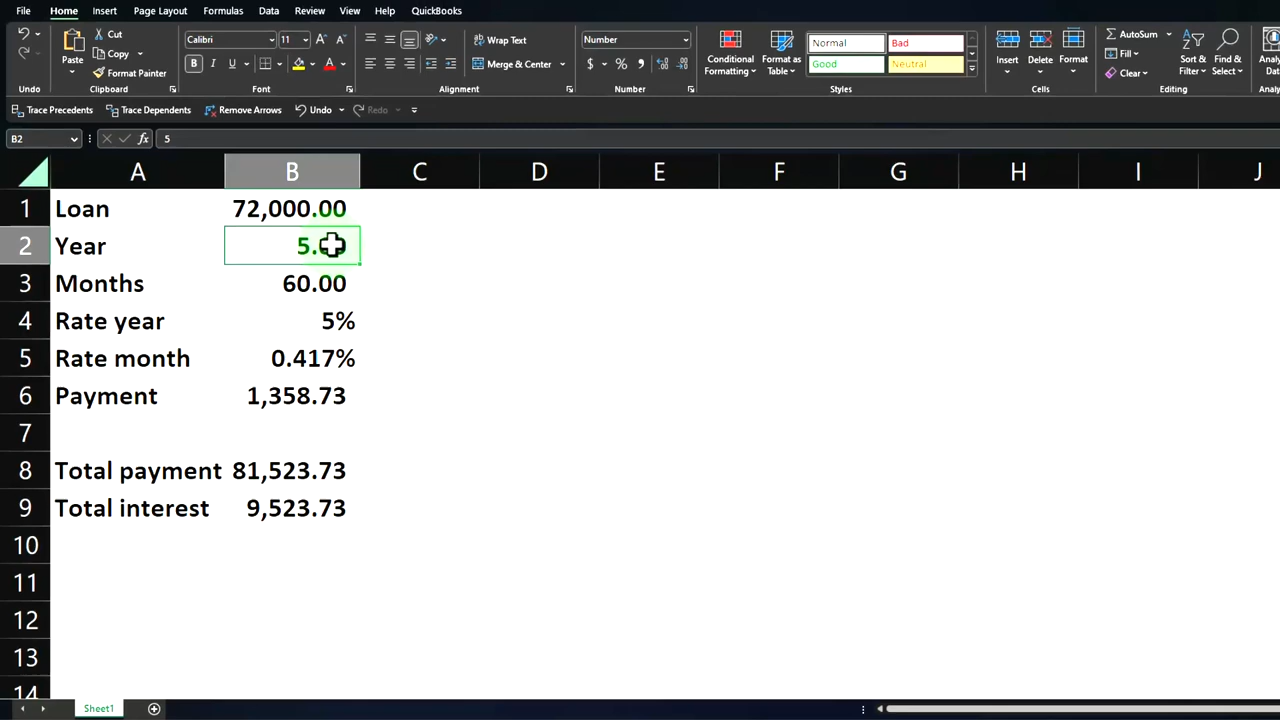 File Home Insert Page Layout Formulas Data Review View Help QuickBooks
Paste Cut Calibri 11 Wrap Text Number Conditional Formatting Format as Table Normal Bad Insert Delete Format AutoSum Sort & Filter Find & Select
Copy Merge & Center Good Neutral Fill
Format Painter Clear
Undo Clipboard Font Alignment Number Styles Cells Editing
Trace Precedents Trace Dependents Remove Arrows Undo Redo
B2 fx 5
A B C D E F G H I J
1 Loan 72,000.00
2 Year 5.
3 Months 60.00
4 Rate year 5%
5 Rate month 0.417%
6 Payment 1,358.73
7
8 Total payment 81,523.73
9 Total interest 9,523.73
10
11
12
13
14
Sheet1